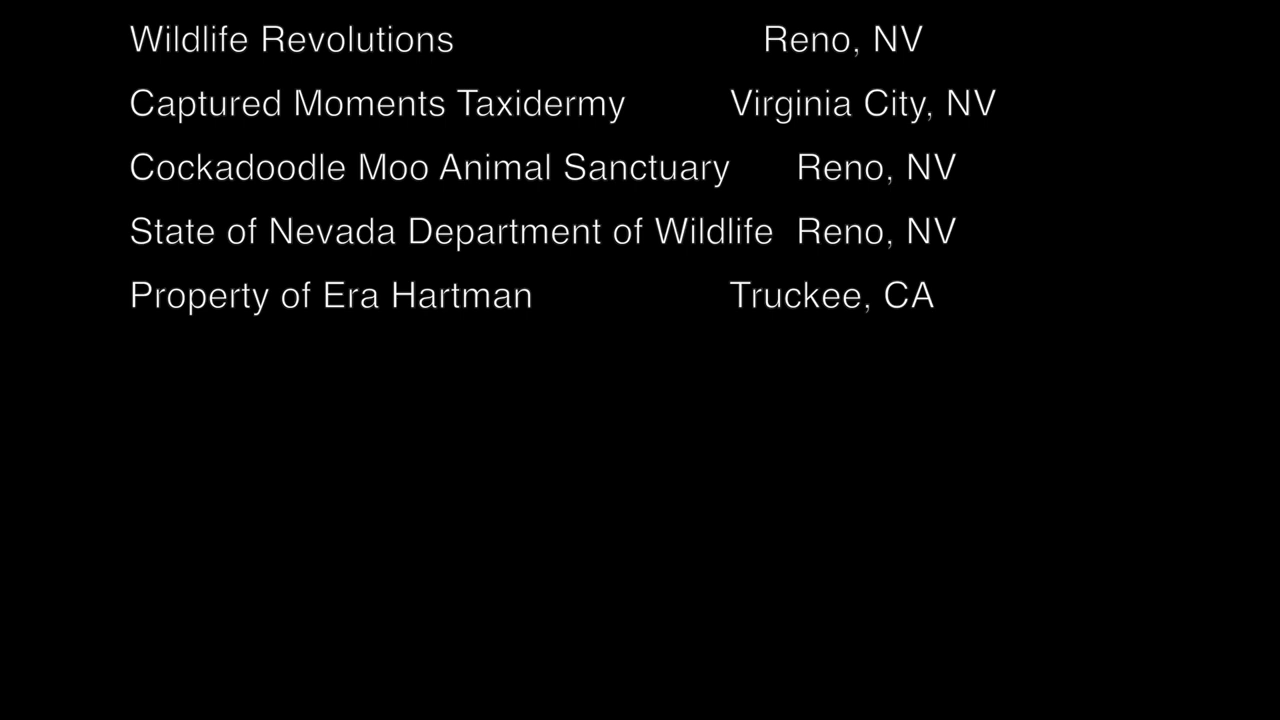 Wildlife Revolutions Reno, NV
Captured Moments Taxidermy Virginia City, NV
Cockadoodle Moo Animal Sanctuary Reno, NV
State of Nevada Department of Wildlife Reno, NV
Property of Era Hartman Truckee, CA